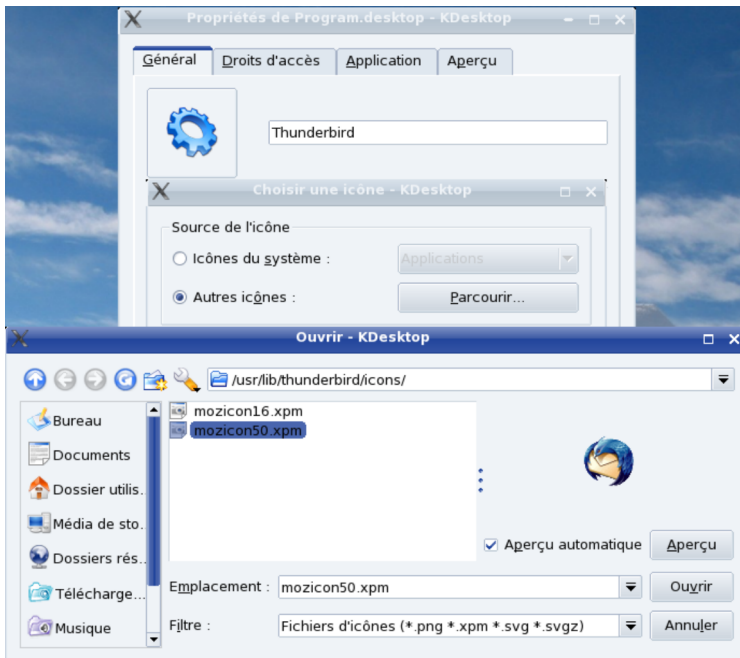 Propriétés de Program.desktop - KDesktop
Général Droits d'accès Application Aperçu
Thunderbird
Choisir une icône - KDesktop
Source de l'icône
Icônes du système : Applications
Autres icônes : Parcourir...
Ouvrir - KDesktop
/usr/lib/thunderbird/icons/
Bureau
Documents
Dossier utilis.
Média de sto.
Dossiers rés..
Télécharge...
Musique
mozicon16.xpm
mozicon50.xpm
Aperçu automatique Aperçu
Emplacement : mozicon50.xpm Ouvrir
Filtre : Fichiers d'icônes (*.png *.xpm *.svg *.svgz) Annuler